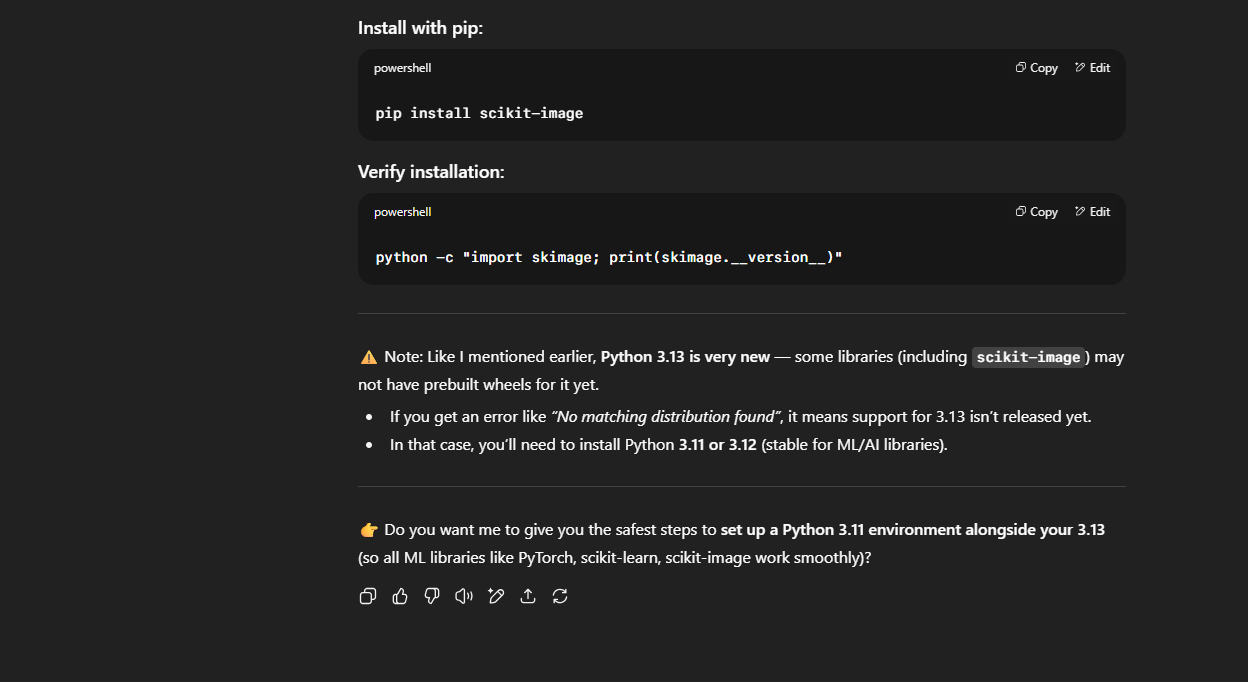 Install with pip:
powershell
Copy
Edit
pip install scikit-image
Verify installation:
powershell
Copy
Edit
python -c "import skimage; print(skimage.__version__)"
⚠️ Note: Like I mentioned earlier, Python 3.13 is very new — some libraries (including scikit-image) may
not have prebuilt wheels for it yet.
• If you get an error like “No matching distribution found”, it means support for 3.13 isn’t released yet.
• In that case, you’ll need to install Python 3.11 or 3.12 (stable for ML/AI libraries).
👉 Do you want me to give you the safest steps to set up a Python 3.11 environment alongside your 3.13
(so all ML libraries like PyTorch, scikit-learn, scikit-image work smoothly)?